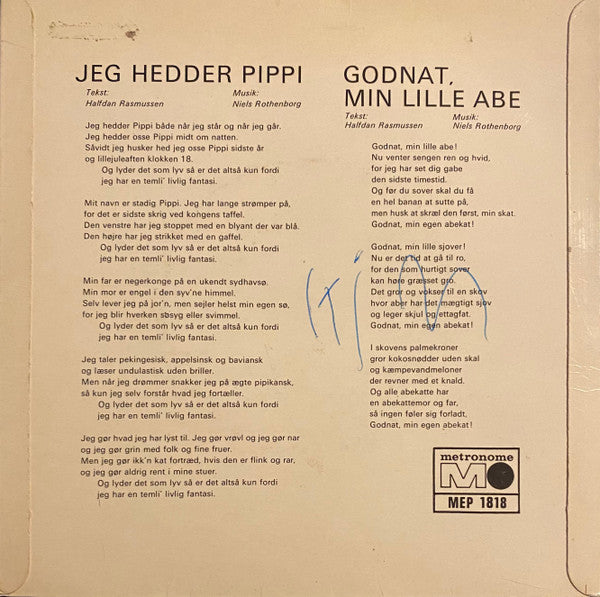 JEG HEDDER PIPPI
Tekst:
Halfdan Rasmussen
Musik:
Niels Rothenborg
Jeg hedder Pippi både når jeg står og når jeg går.
Jeg hedder osse Pippi midt om natten.
Såvidt jeg husker hed jeg osse Pippi sidste år
og lillejuleaften klokken 18.
Og lyder det som lyv så er det altså kun fordi
jeg har en temli' livlig fantasi.
Mit navn er stadig Pippi. Jeg har lange strømper på,
for det er sidste skrig ved kongens taffel.
Den venstre har jeg stoppet med en blyant der var blå.
Den højre har jeg strikket med en gaffel.
Og lyder det som lyv så er det altså kun fordi
jeg har en temli' livlig fantasi.
Min far er negerkonge på en ukendt sydhavsø.
Min mor er engel i den syv'ne himmel.
Selv lever jeg på jor'n, men sejler helst min egen sø,
for jeg blir hverken søsyg eller svimmel.
Og lyder det som lyv så er det altså kun fordi
jeg har en temli' livlig fantasi.
Jeg taler pekingesisk, appelsinsk og baviansk
og læser undulastisk uden briller.
Men når jeg drømmer snakker jeg på ægte pipikansk,
så kun jeg selv forstår hvad jeg fortæller.
Og lyder det som lyv så er det altså kun fordi
jeg har en temli' livlig fantasi.
Jeg gør hvad jeg har lyst til. Jeg gør vrøvl og jeg gør nar
og jeg gør grin med folk og fine fruer.
Men jeg gør ikk'n kat fortræd, hvis den er flink og rar,
og jeg gør aldrig rent i mine stuer.
Og lyder det som lyv så er det altså kun fordi
jeg har en temli' livlig fantasi.
GODNAT,
MIN LILLE ABE
Tekst:
Halfdan Rasmussen
Musik:
Niels Rothenborg
Godnat, min lille abe!
Nu venter sengen ren og hvid,
for jeg har set dig gabe
den sidste timestid.
Og før du sover skal du få
en hel banan at sutte på,
men husk at skræl den først, min skat.
Godnat, min egen abekat!
Godnat, min lille sjover!
Nu er det tid at gå til ro,
for den som hurtigt sover
kan høre græsset gro.
Det gror og vokser til en skov
hvor aber har det mægtigt sjov
og leger skjul og ettagfat.
Godnat, min egen abekat!
I skovens palmekroner
gror kokosnødder uden skal
og kæmpevandmeloner
der revner med et knald.
Og alle abekatte har
en abekattemor og far,
så ingen føler sig forladt,
Godnat, min egen abekat!
metronome
MEP 1818